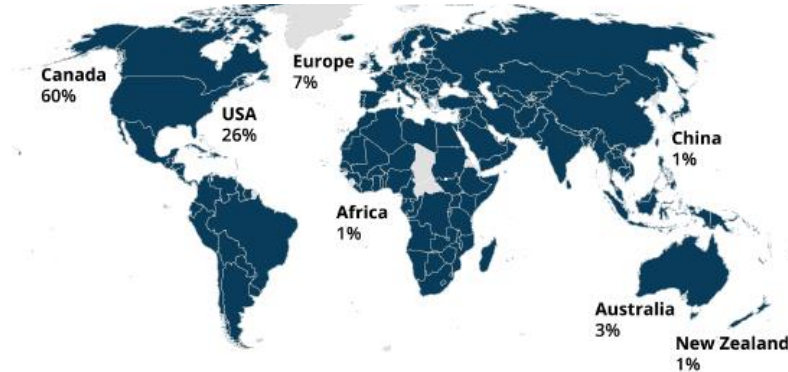 Canada
60%
USA
26%
Europe
7%
Africa
1%
China
1%
Australia
3%
New Zealand
1%